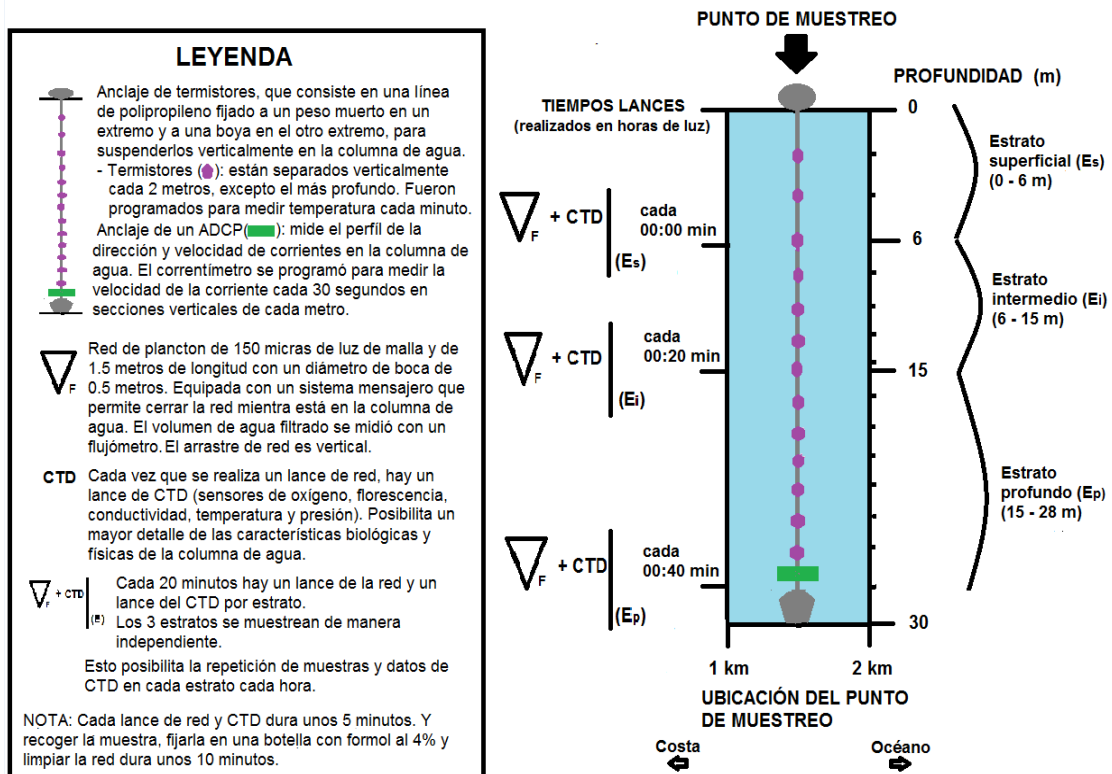 LEYENDA
Anclaje de termistores, que consiste en una línea
de polipropileno fijado a un peso muerto en un
extremo y a una boya en el otro extremo, para
suspenderlos verticalmente en la columna de agua.
- Termistores ( ): están separados verticalmente
cada 2 metros, excepto el más profundo. Fueron
programados para medir temperatura cada minuto.
Anclaje de un ADCP( ): mide el perfíl de la
dirección y velocidad de corrientes en la columna de
agua. El correntímetro se programó para medir la
velocidad de la corriente cada 30 segundos en
secciones verticales de cada metro.
F
Red de plancton de 150 micras de luz de malla y de
1.5 metros de longitud con un diámetro de boca de
0.5 metros. Equipada con un sistema mensajero que
permite cerrar la red mientra está en la columna de
agua. El volumen de agua filtrado se midió con un
flujómetro. El arrastre de red es vertical.
CTD
Cada vez que se realiza un lance de red, hay un
lance de CTD (sensores de oxígeno, florescencia,
conductividad, temperatura y presión). Posibilita un
mayor detalle de las características biológicas y
físicas de la columna de agua.
F + CTD (E)
Cada 20 minutos hay un lance de la red y un
lance del CTD por estrato.
Los 3 estratos se muestrean de manera
independiente.
Esto posibilita la repetición de muestras y datos de
CTD en cada estrato cada hora.
NOTA: Cada lance de red y CTD dura unos 5 minutos. Y
recoger la muestra, fijarla en una botella con formol al 4% y
limpiar la red dura unos 10 minutos.
PUNTO DE MUESTREO
TIEMPOS LANCES
(realizados en horas de luz)
F + CTD (Es)
cada
00:00 min
F + CTD (Ei)
cada
00:20 min
F + CTD (Ep)
cada
00:40 min
PROFUNDIDAD (m)
0
6
15
30
Estrato
superficial (Es)
(0 - 6 m)
Estrato
intermedio (Ei)
(6 - 15 m)
Estrato
profundo (Ep)
(15 - 28 m)
1 km
2 km
UBICACIÓN DEL PUNTO
DE MUESTREO
Costa
Océano